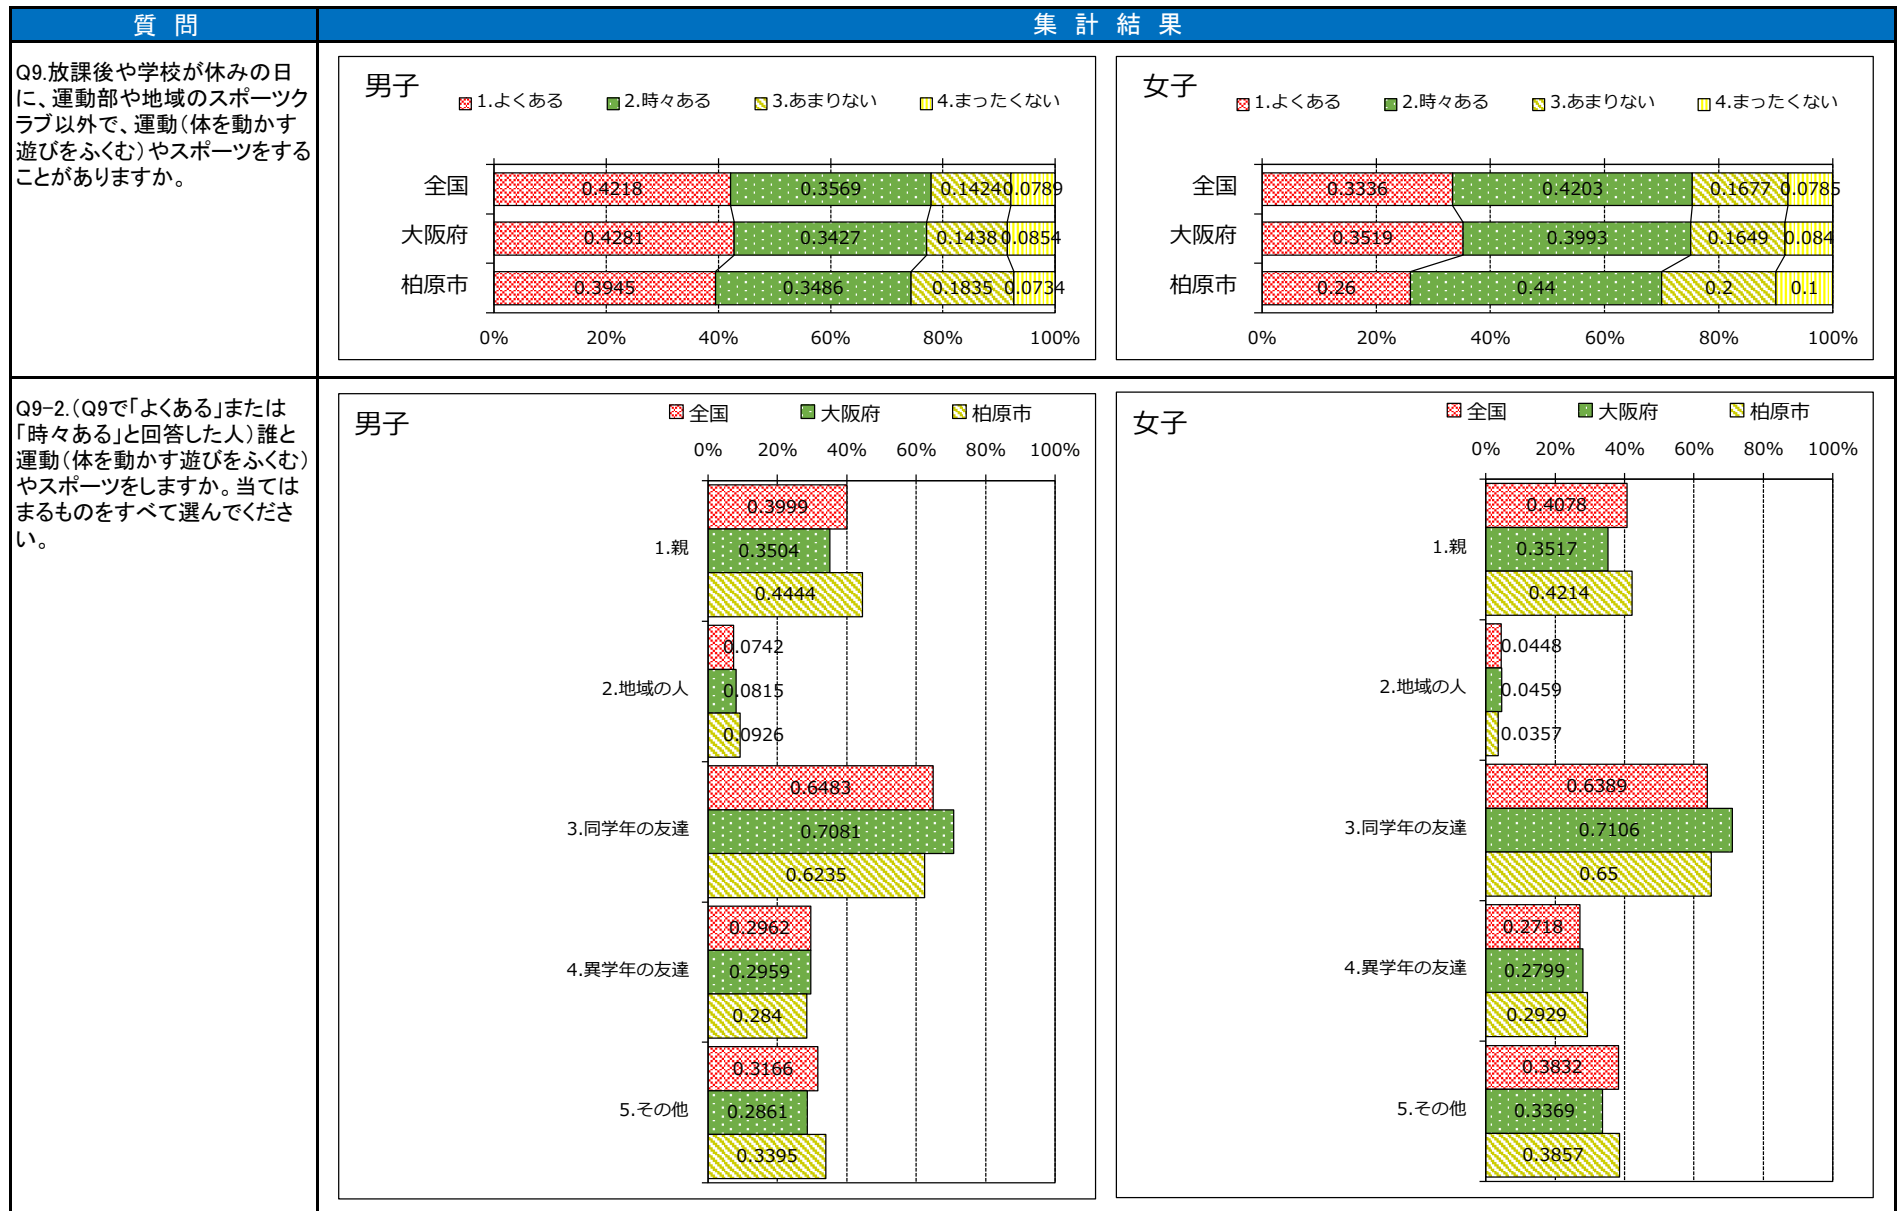 質 問
集 計 結 果
Q9.放課後や学校が休みの日
に、運動部や地域のスポーツク
ラブ以外で、運動(体を動かす
遊びをふくむ)やスポーツをする
ことがありますか。
男子
1.よくある 2.時々ある 3.あまりない 4.まったくない
全国 0.4218 0.3569 0.1424 0.0789
大阪府 0.4281 0.3427 0.1438 0.0854
柏原市 0.3945 0.3486 0.1835 0.0734
0% 20% 40% 60% 80% 100%
女子
1.よくある 2.時々ある 3.あまりない 4.まったくない
全国 0.3336 0.4203 0.1677 0.0785
大阪府 0.3519 0.3993 0.1649 0.084
柏原市 0.26 0.44 0.2 0.1
0% 20% 40% 60% 80% 100%
Q9-2.(Q9で「よくある」または
「時々ある」と回答した人)誰と
運動(体を動かす遊びをふくむ)
やスポーツをしますか。当ては
まるものをすべて選んでくださ
い。
男子
全国 大阪府 柏原市
0% 20% 40% 60% 80% 100%
0.3999
1.親 0.3504
0.4444
0.0742
2.地域の人 0.0815
0.0926
0.6483
3.同学年の友達 0.7081
0.6235
0.2962
4.異学年の友達 0.2959
0.284
0.3166
5.その他 0.2861
0.3395
女子
全国 大阪府 柏原市
0% 20% 40% 60% 80% 100%
0.4078
1.親 0.3517
0.4214
0.0448
2.地域の人 0.0459
0.0357
0.6389
3.同学年の友達 0.7106
0.65
0.2718
4.異学年の友達 0.2799
0.2929
0.3832
5.その他 0.3369
0.3857